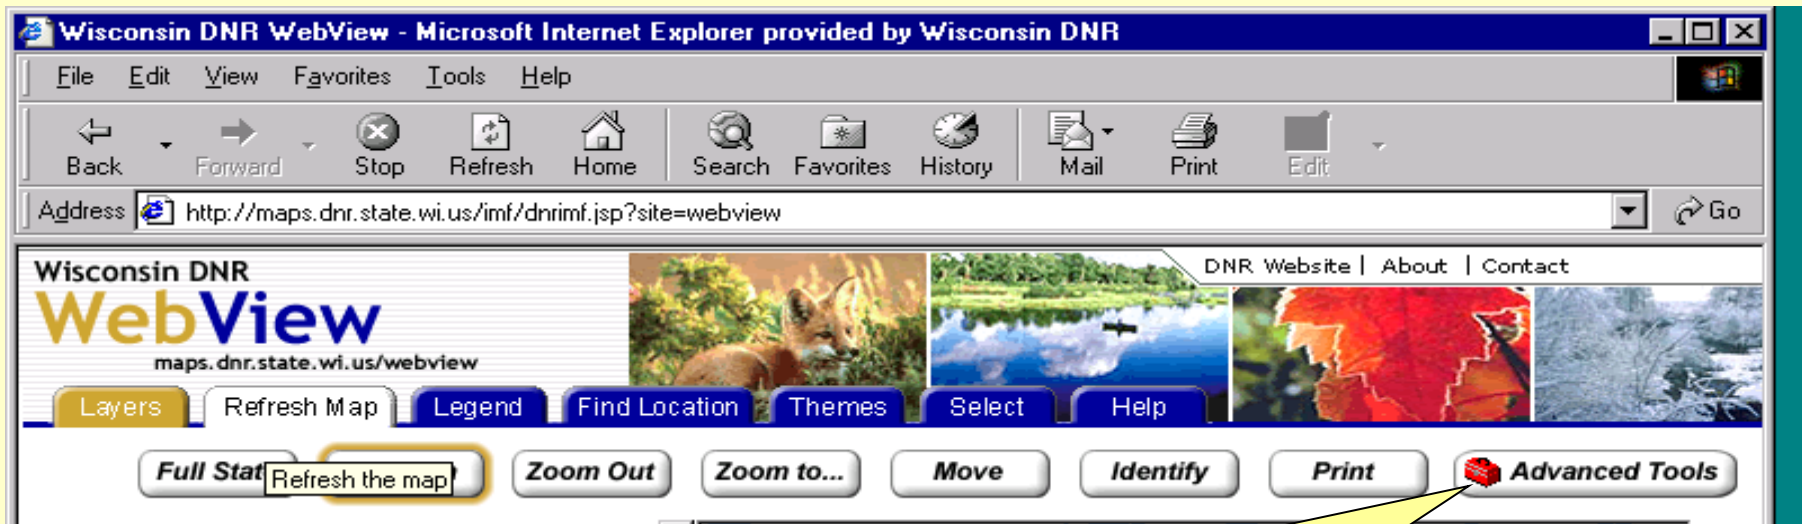 Wisconsin DNR WebView - Microsoft Internet Explorer provided by Wisconsin DNR
File Edit View Favorites Tools Help
Back Forward Stop Refresh Home Search Favorites History Mail Print Edit
Address http://maps.dnr.state.wi.us/imf/dnrimf.jsp?site=webview Go
Wisconsin DNR
DNR Website | About | Contact
WebView
maps.dnr.state.wi.us/webview
Layers Refresh Map Legend Find Location Themes Select Help
Full Stat Zoom Out Zoom to... Move Identify Print Advanced Tools
Refresh the map